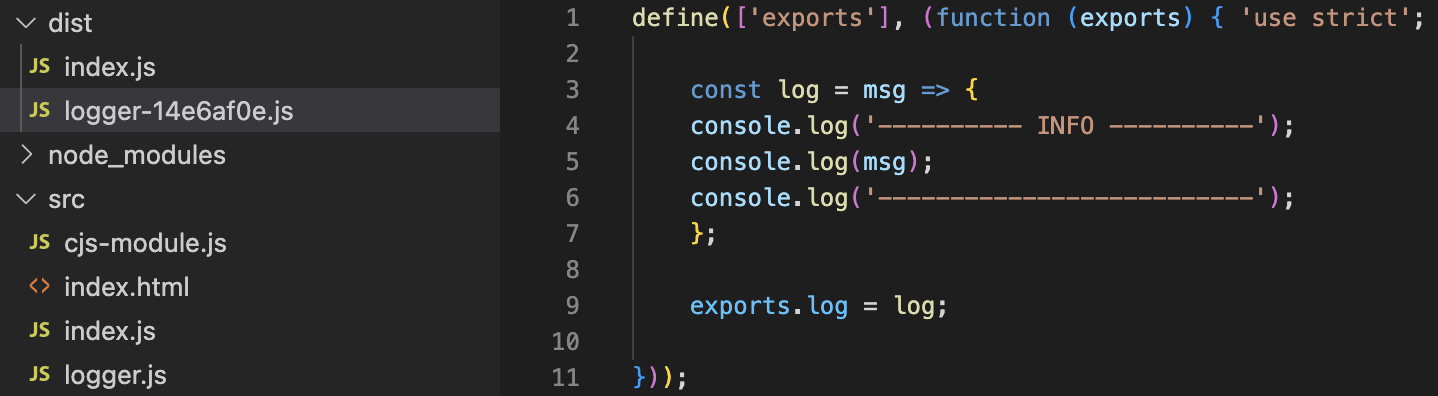 dist
JS index.js
JS logger-14e6af0e.js
node_modules
src
JS cjs-module.js
<> index.html
JS index.js
JS logger.js
1 define(['exports'], (function (exports) { 'use strict';
2
3 const log = msg => {
4 console.log('---------- INFO ----------');
5 console.log(msg);
6 console.log('--------------------------');
7 };
8
9 exports.log = log;
10
11 }));